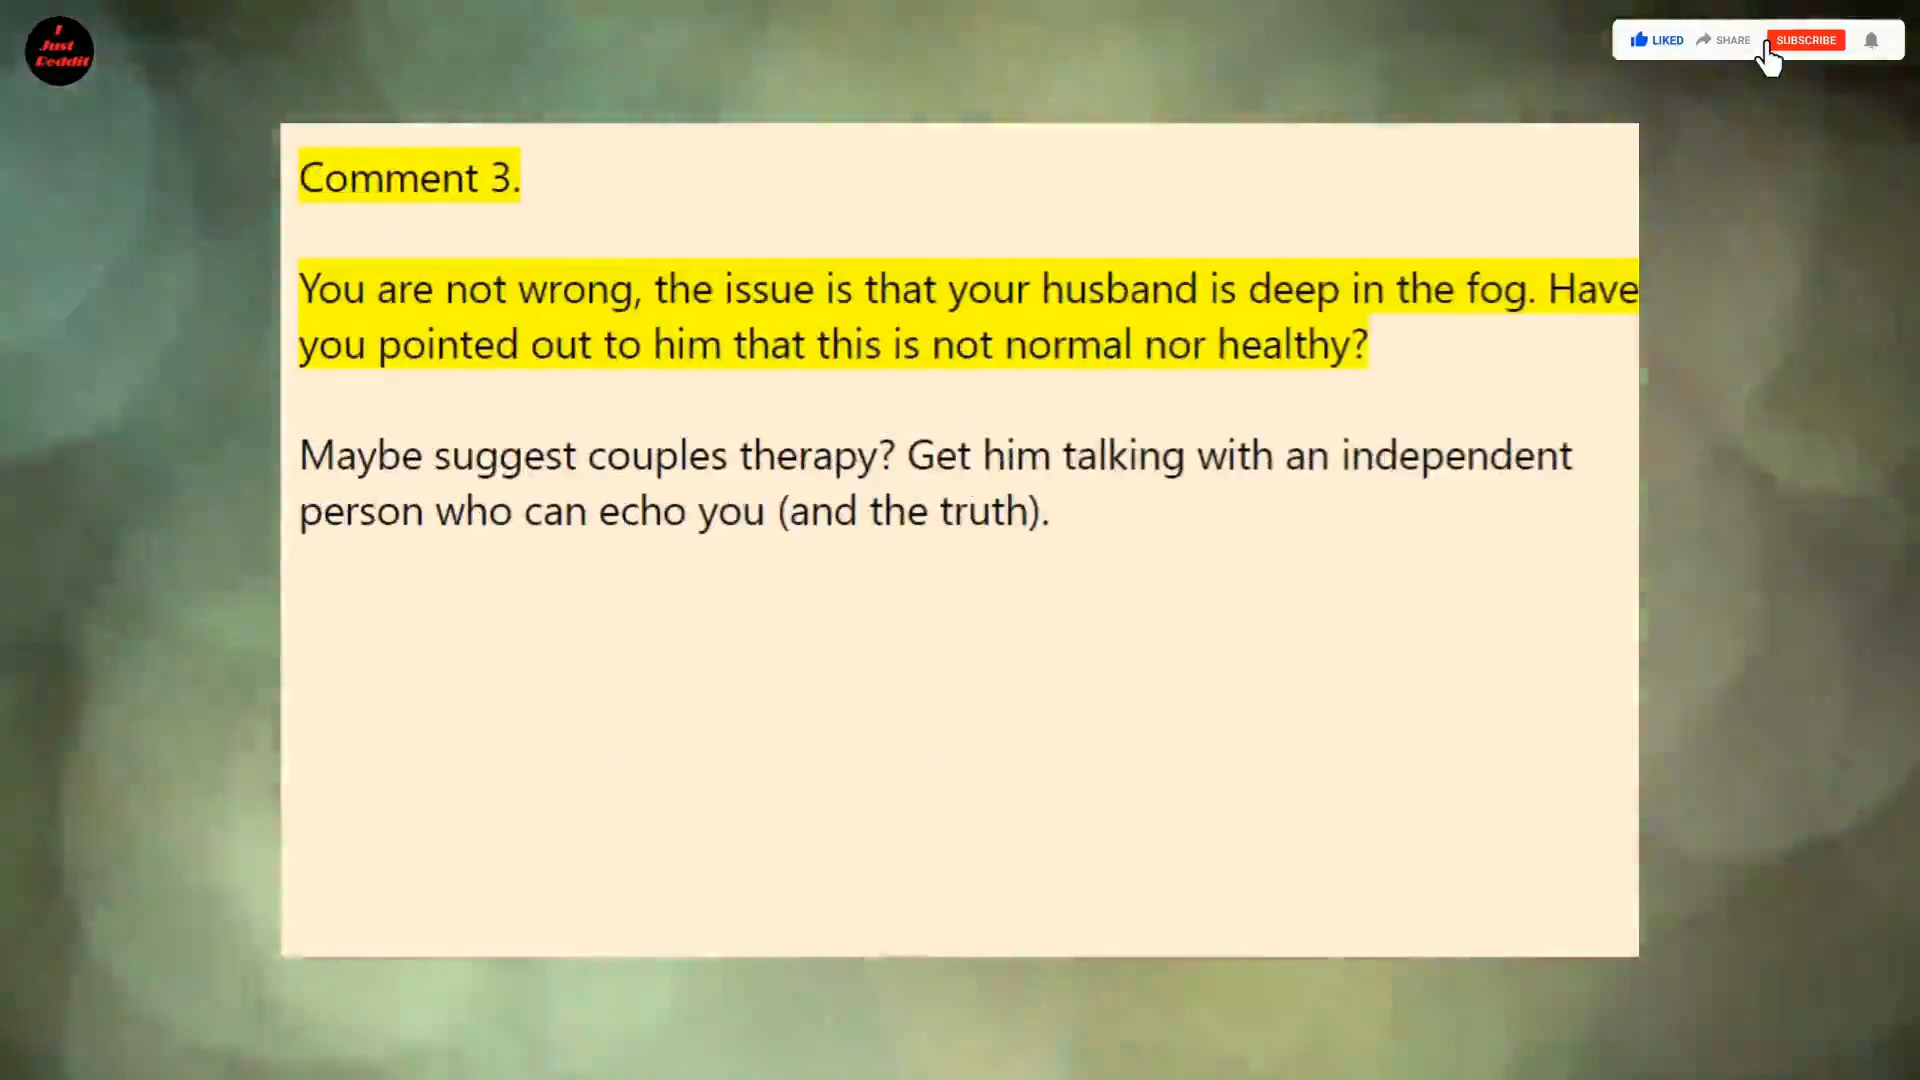 I
Just
Reddit
LIKED SHARE SUBSCRIBE
Comment 3.
You are not wrong, the issue is that your husband is deep in the fog. Have
you pointed out to him that this is not normal nor healthy?
Maybe suggest couples therapy? Get him talking with an independent
person who can echo you (and the truth).